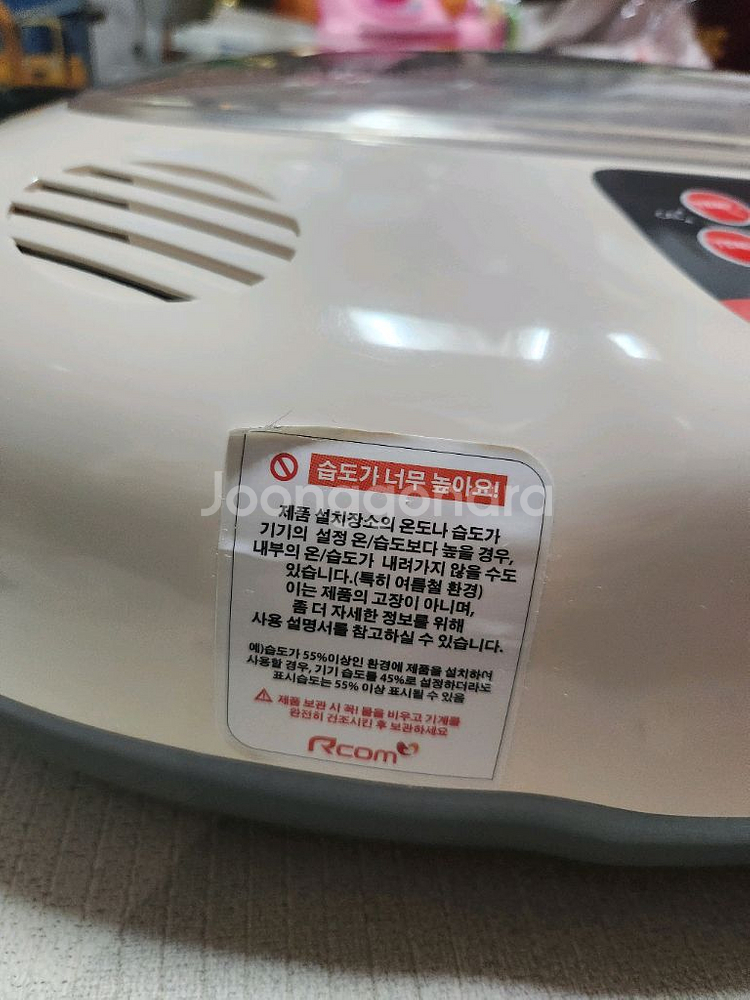 습도가 너무 높아요!
Joonggonara
제품 설치장소의 온도나 습도가
기기의 설정 온/습도보다 높을 경우,
내부의 온/습도가 내려가지 않을 수도
있습니다.(특히 여름철 환경)
이는 제품의 고장이 아니며,
좀 더 자세한 정보를 위해
사용 설명서를 참고하실 수 있습니다.
예)습도가 55%이상인 환경에 제품을 설치하여
사용할 경우, 기기 습도를 45%로 설정하더라도
표시습도는 55% 이상 표시될 수 있음
제품 보관 시 꼭! 물을 비우고 기계를
완전히 건조시킨 후 보관하세요
Rcom